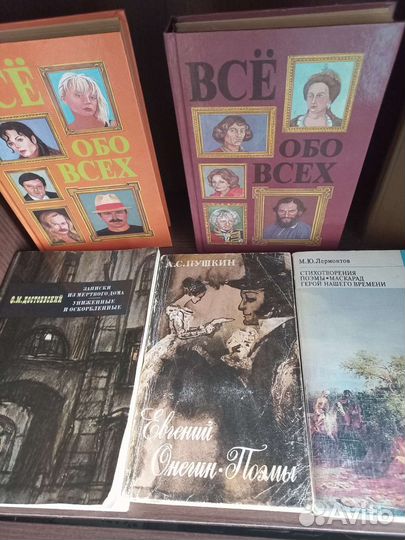 ВСЁ
ОБО
ВСЕХ
ВСЁ
ОБО
ВСЕХ
Ф.М.ДОСТОЕВСКИЙ
ЗАПИСКИ
ИЗ МЕРТВОГО ДОМА
УНИЖЕННЫЕ
И ОСКОРБЛЕННЫЕ
А.С.ПУШКИН
Евгений
Онегин·Поэмы
М.Ю.Лермонтов
СТИХОТВОРЕНИЯ
ПОЭМЫ·МАСКАРАД
ГЕРОЙ НАШЕГО ВРЕМЕНИ
Avito